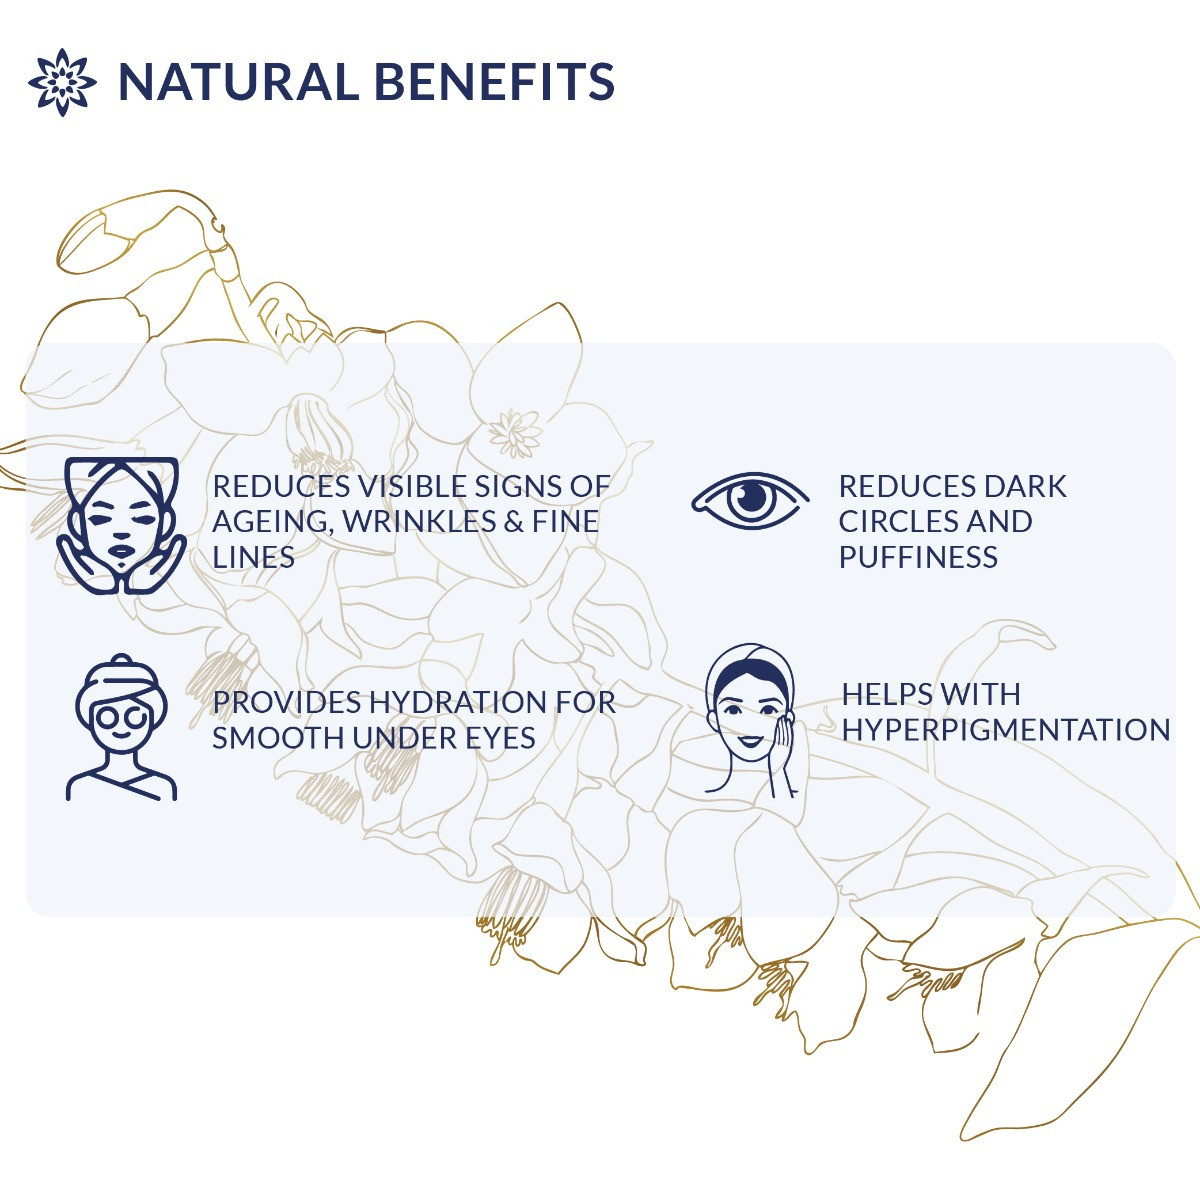 NATURAL BENEFITS
REDUCES VISIBLE SIGNS OF
AGEING, WRINKLES & FINE
LINES
REDUCES DARK
CIRCLES AND
PUFFINESS
PROVIDES HYDRATION FOR
SMOOTH UNDER EYES
HELPS WITH
HYPERPIGMENTATION